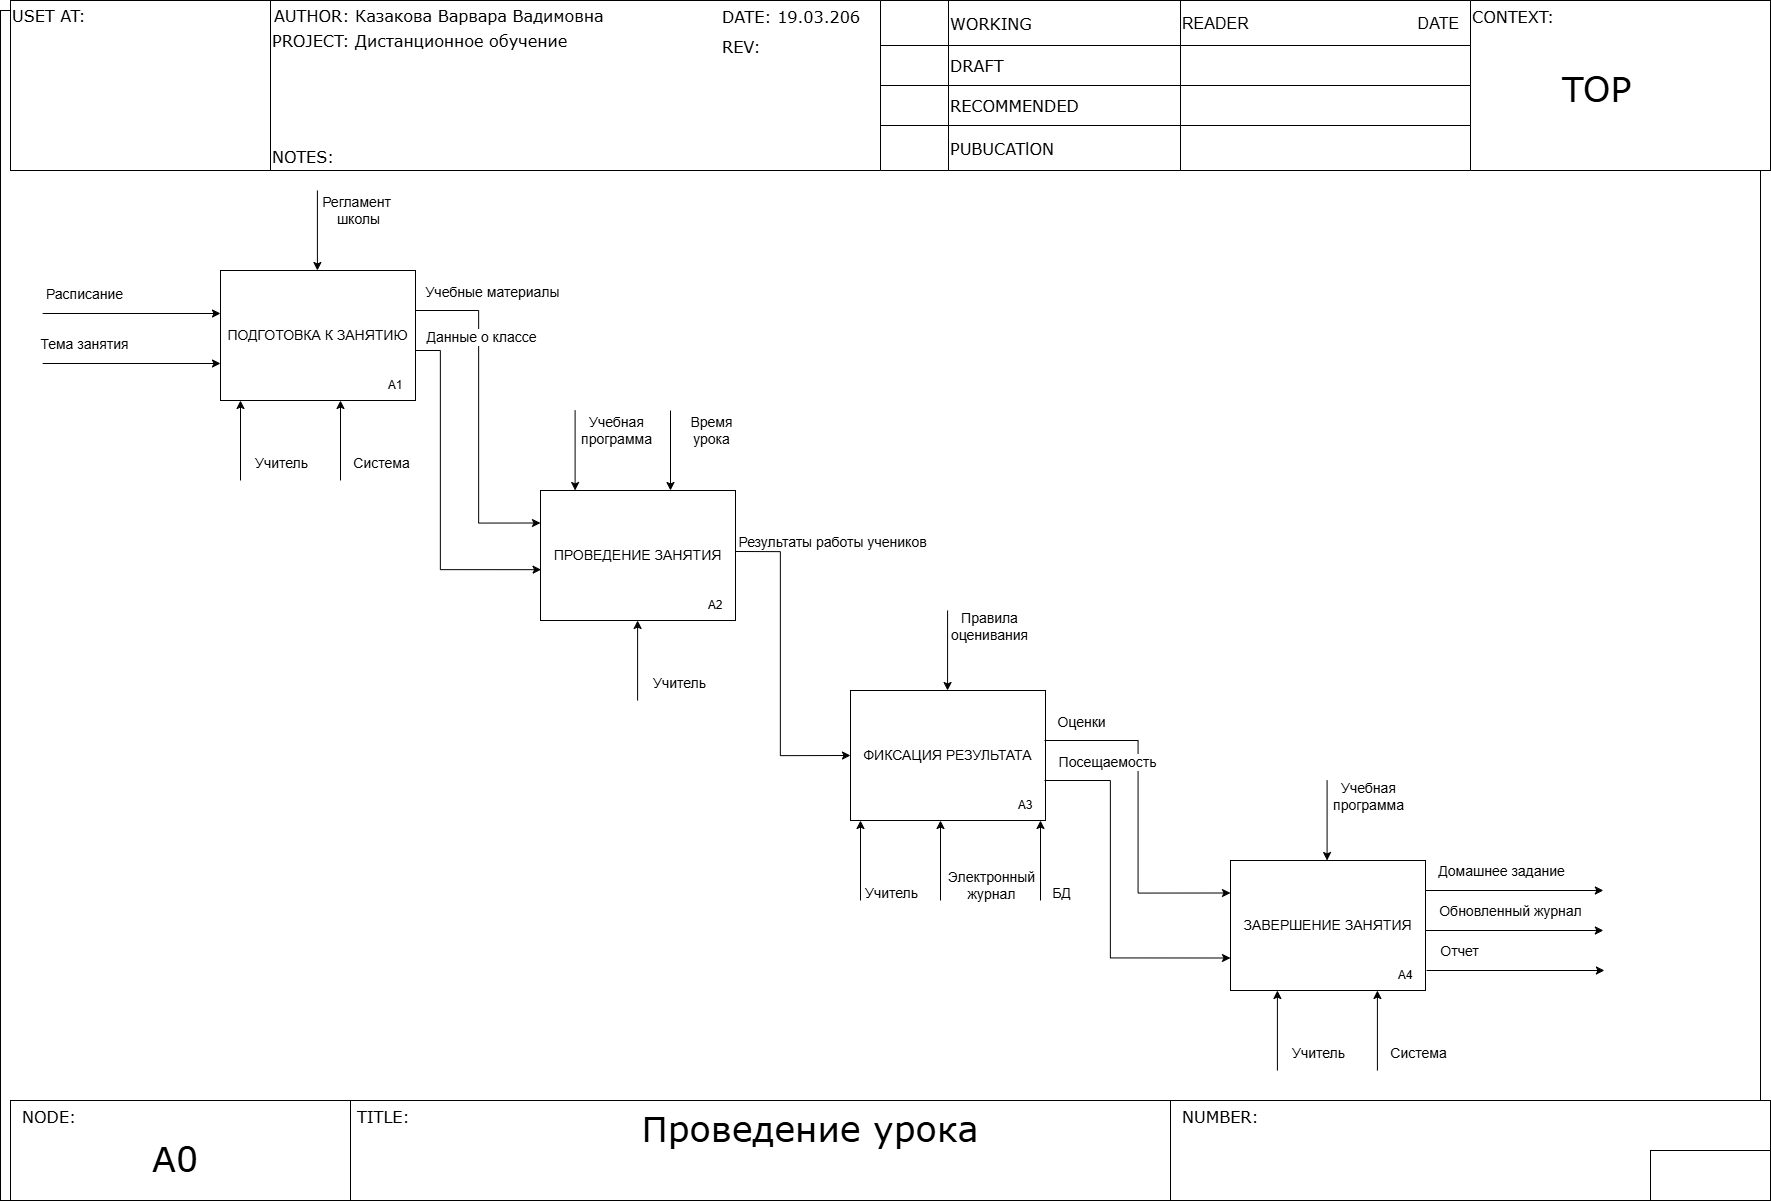 USET AT:
AUTHOR: Казакова Варвара Вадимовна
PROJECT: Дистанционное обучение
NOTES:
DATE: 19.03.206
REV:
WORKING
DRAFT
RECOMMENDED
PUBUCATION
READER DATE
CONTEXT:
TOP
Регламент
школы
Расписание
Тема занятия
ПОДГОТОВКА К ЗАНЯТИЮ
A1
Учебные материалы
Данные о классе
Учитель
Система
Учебная
программа
Время
урока
ПРОВЕДЕНИЕ ЗАНЯТИЯ
A2
Результаты работы учеников
Учитель
Правила
оценивания
ФИКСАЦИЯ РЕЗУЛЬТАТА
A3
Оценки
Посещаемость
Учитель
Электронный
журнал
БД
Учебная
программа
ЗАВЕРШЕНИЕ ЗАНЯТИЯ
A4
Домашнее задание
Обновленный журнал
Отчет
Учитель
Система
NODE:
A0
TITLE:
Проведение урока
NUMBER: